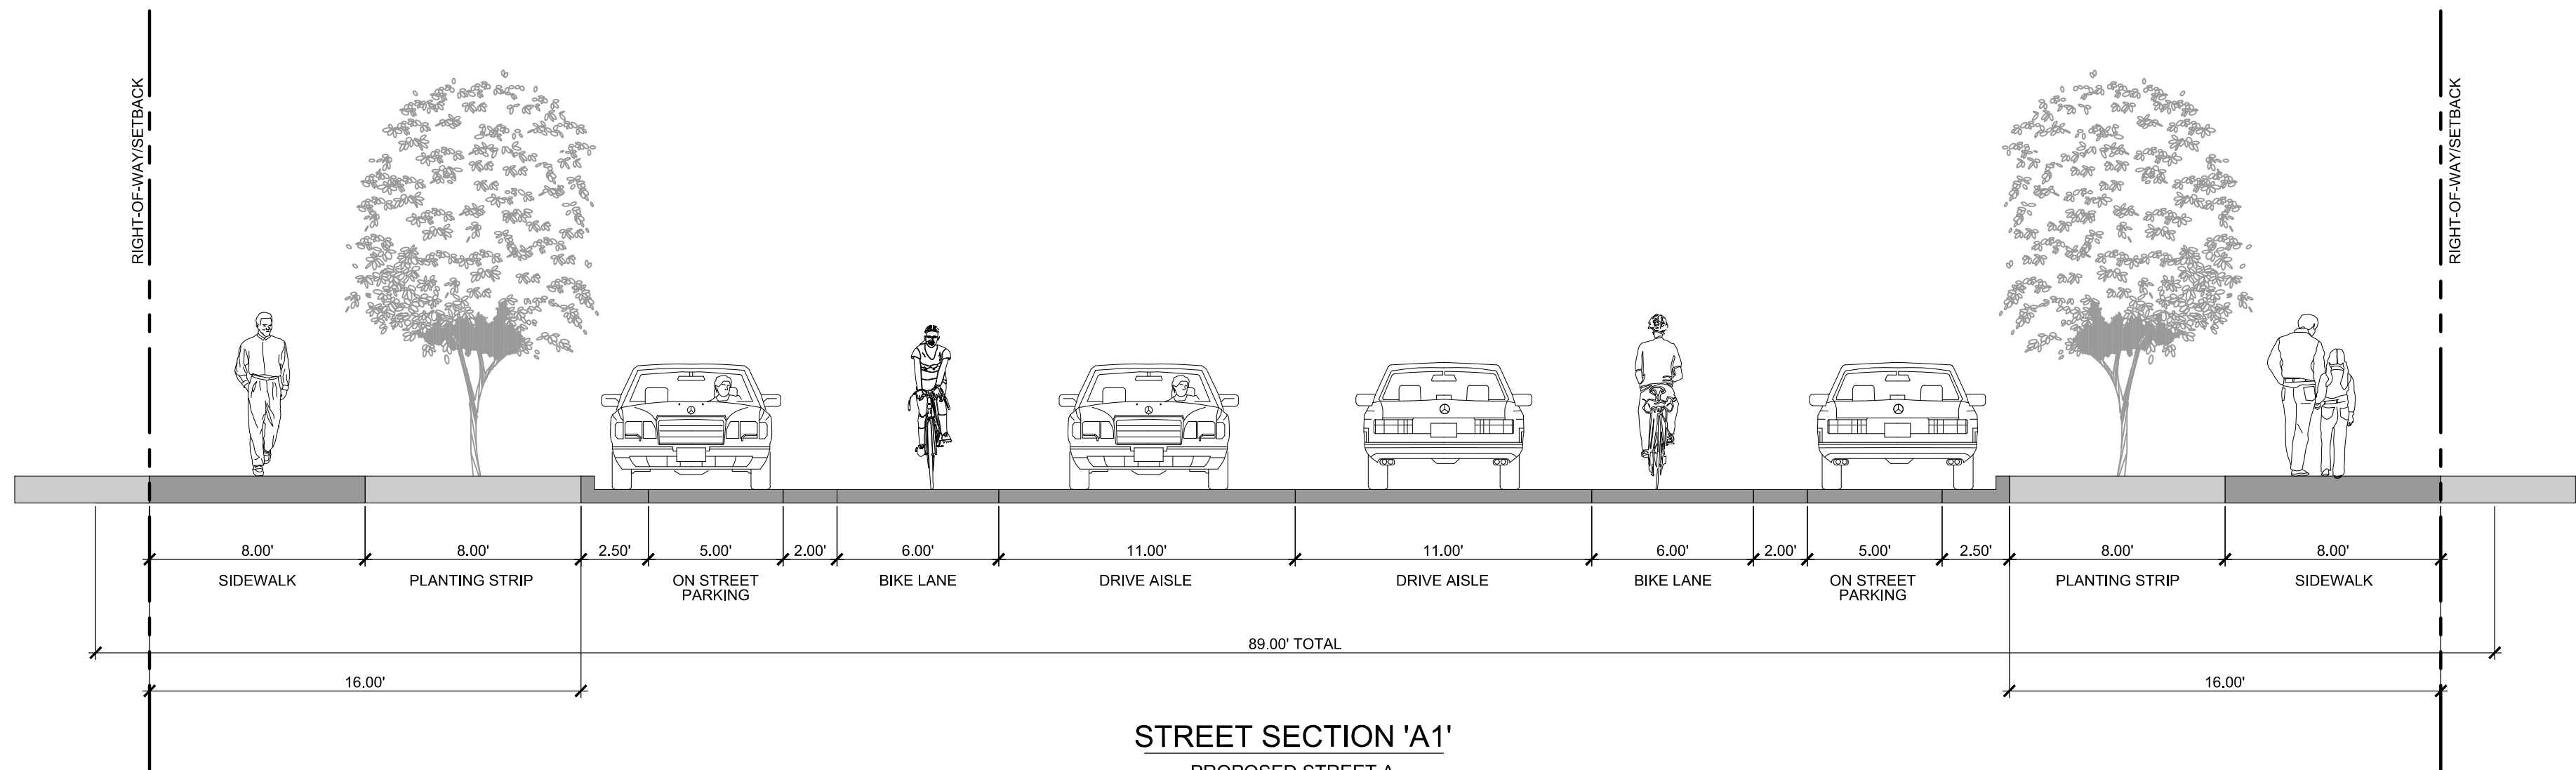 RIGHT-OF-WAY/SETBACK
RIGHT-OF-WAY/SETBACK
8.00' 8.00' 2.50' 5.00' 2.00' 6.00' 11.00' 11.00' 6.00' 2.00' 5.00' 2.50' 8.00' 8.00'
SIDEWALK PLANTING STRIP ON STREET BIKE LANE DRIVE AISLE DRIVE AISLE BIKE LANE ON STREET PLANTING STRIP SIDEWALK
PARKING PARKING
89.00' TOTAL
16.00' 16.00'
STREET SECTION 'A1'
PROPOSED STREET A